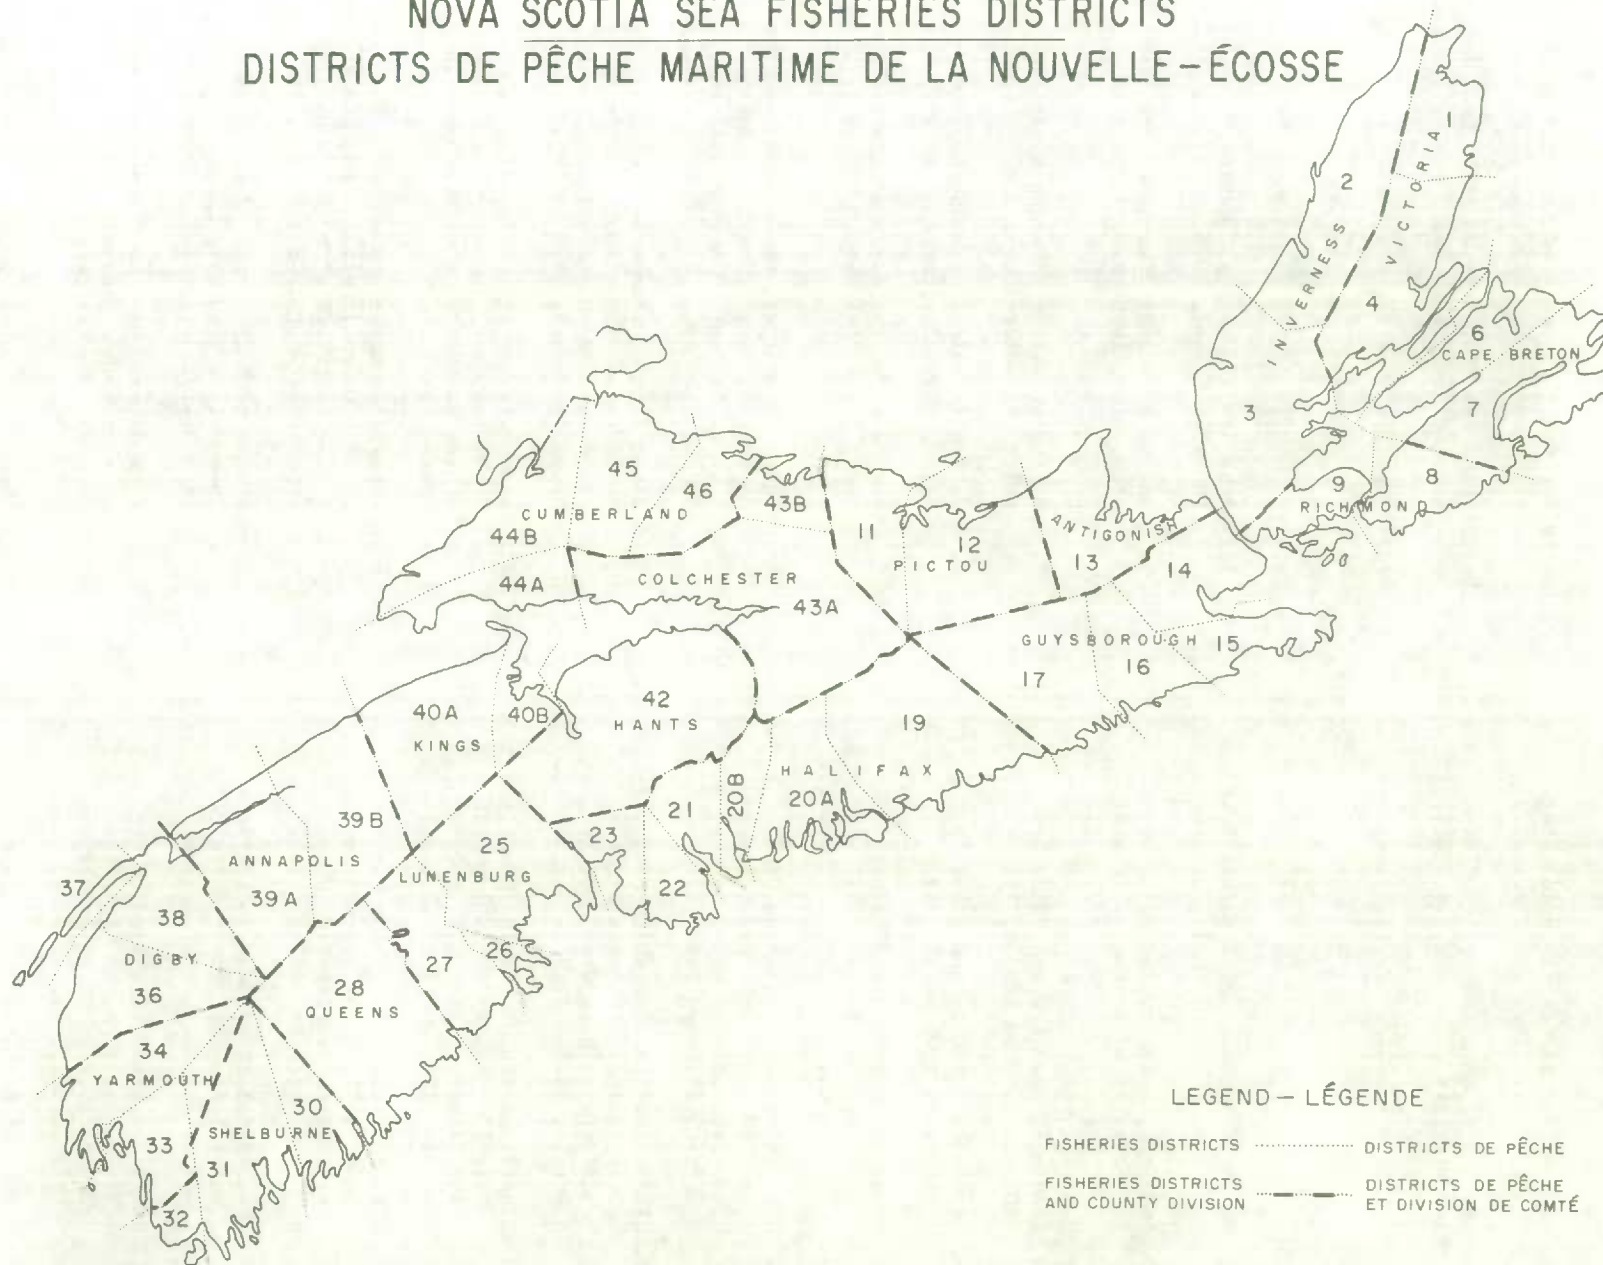 NOVA SCOTIA SEA FISHERIES DISTRICTS
DISTRICTS DE PÊCHE MARITIME DE LA NOUVELLE-ÉCOSSE
1
2
VICTORIA
INVERNESS
4
6
CAPE BRETON
3
7
8
9
RICHMOND
45
46
43B
CUMBERLAND
44B
44A
COLCHESTER
43A
11
12
PICTOU
ANTIGONISH
13
14
GUYSBOROUGH
15
16
17
42
HANTS
40A
40B
KINGS
19
HALIFAX
20A
20B
21
23
22
39B
25
ANNAPOLIS
LUNENBURG
39A
37
38
26
27
DIGBY
36
28
QUEENS
34
YARMOUTH
30
SHELBURNE
33
31
32
LEGEND – LÉGENDE
FISHERIES DISTRICTS DISTRICTS DE PÊCHE
FISHERIES DISTRICTS DISTRICTS DE PÊCHE
AND COUNTY DIVISION ET DIVISION DE COMTÉ